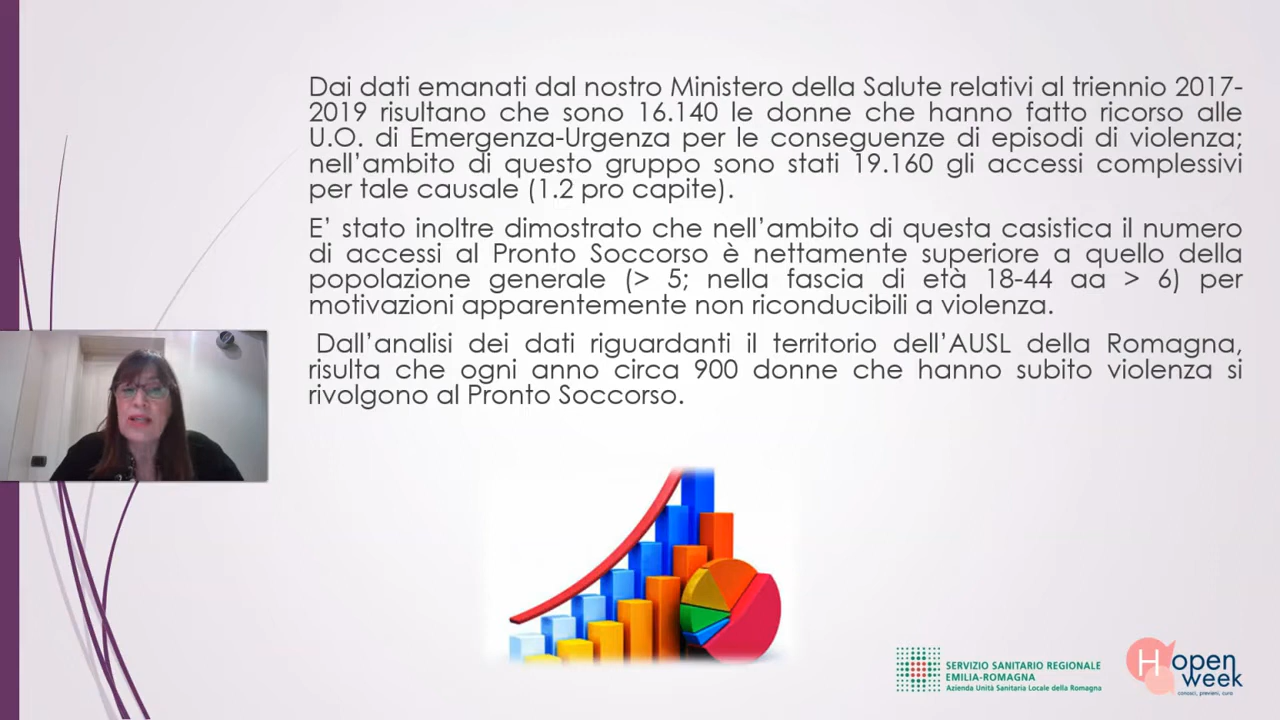 Dai dati emanati dal nostro Ministero della Salute relativi al triennio 2017-
2019 risultano che sono 16.140 le donne che hanno fatto ricorso alle
U.O. di Emergenza-Urgenza per le conseguenze di episodi di violenza;
nell'ambito di questo gruppo sono stati 19.160 gli accessi complessivi
per tale causale (1.2 pro capite).
E' stato inoltre dimostrato che nell'ambito di questa casistica il numero
di accessi al Pronto Soccorso è nettamente superiore a quello della
popolazione generale (> 5; nella fascia di età 18-44 aa > 6) per
motivazioni apparentemente non riconducibili a violenza.
Dall'analisi dei dati riguardanti il territorio dell'AUSL della Romagna,
risulta che ogni anno circa 900 donne che hanno subito violenza si
rivolgono al Pronto Soccorso.
SERVIZIO SANITARIO REGIONALE
EMILIA-ROMAGNA
Azienda Unità Sanitaria Locale della Romagna
H open
week
conosci, previeni, cura